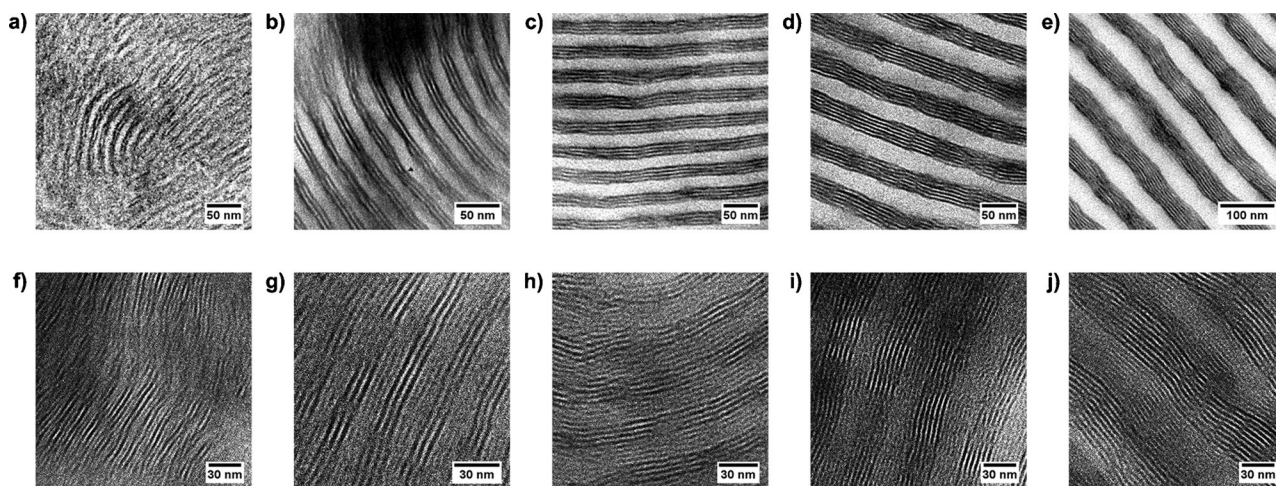 a) b) c) d) e)
50 nm 50 nm 50 nm 50 nm 100 nm
f) g) h) i) j)
30 nm 30 nm 30 nm 30 nm 30 nm